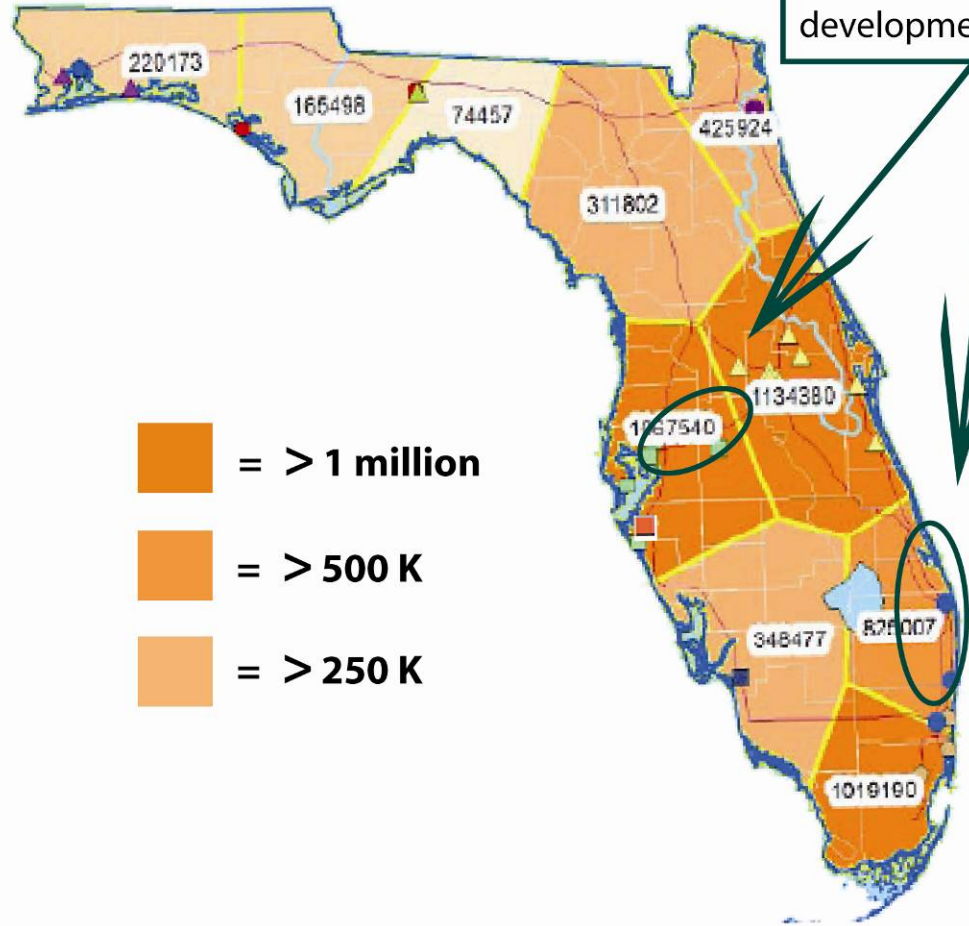 developme
220173
165498
74457
425924
311802
1134380
= > 1 million
= > 500 K
= > 250 K
348477
1019190